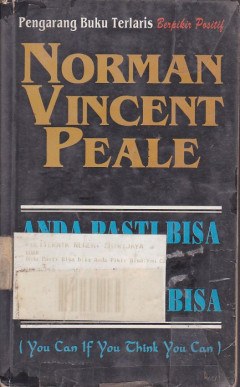 Pengarang Buku Terlaris Berpikir Positif
NORMAN
VINCENT
PEALE
ANDA PASTI BISA
BISA
(You Can If You Think You Can)